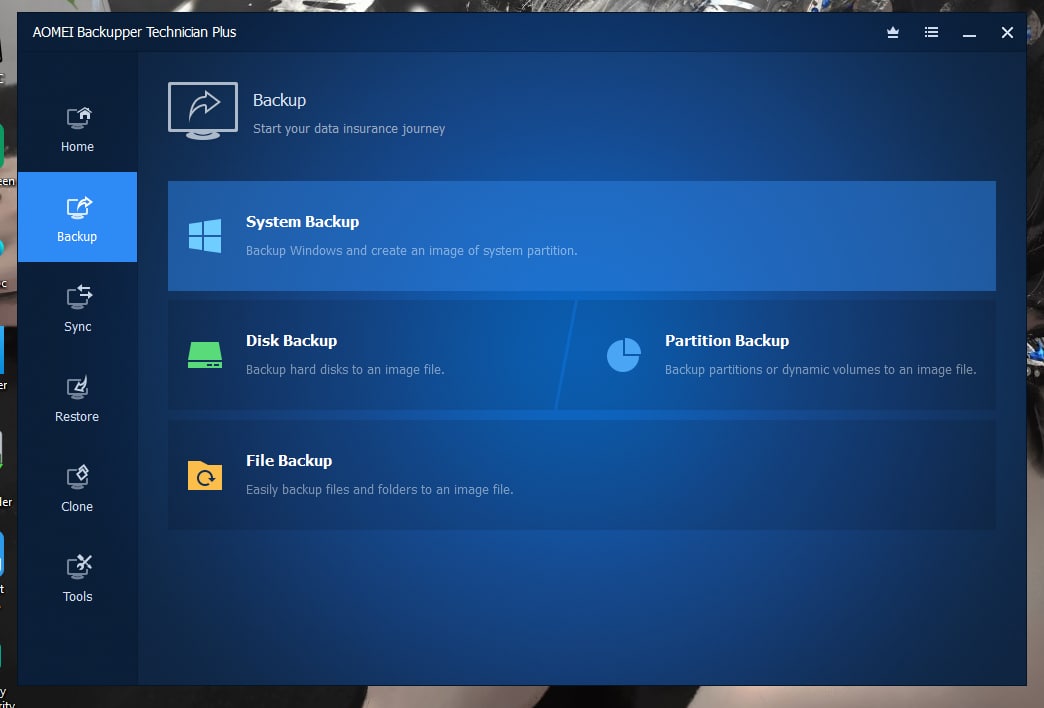 AOMEI Backupper Technician Plus
Home
Backup
Sync
Restore
Clone
Tools
Backup
Start your data insurance journey
System Backup
Backup Windows and create an image of system partition.
Disk Backup
Backup hard disks to an image file.
Partition Backup
Backup partitions or dynamic volumes to an image file.
File Backup
Easily backup files and folders to an image file.